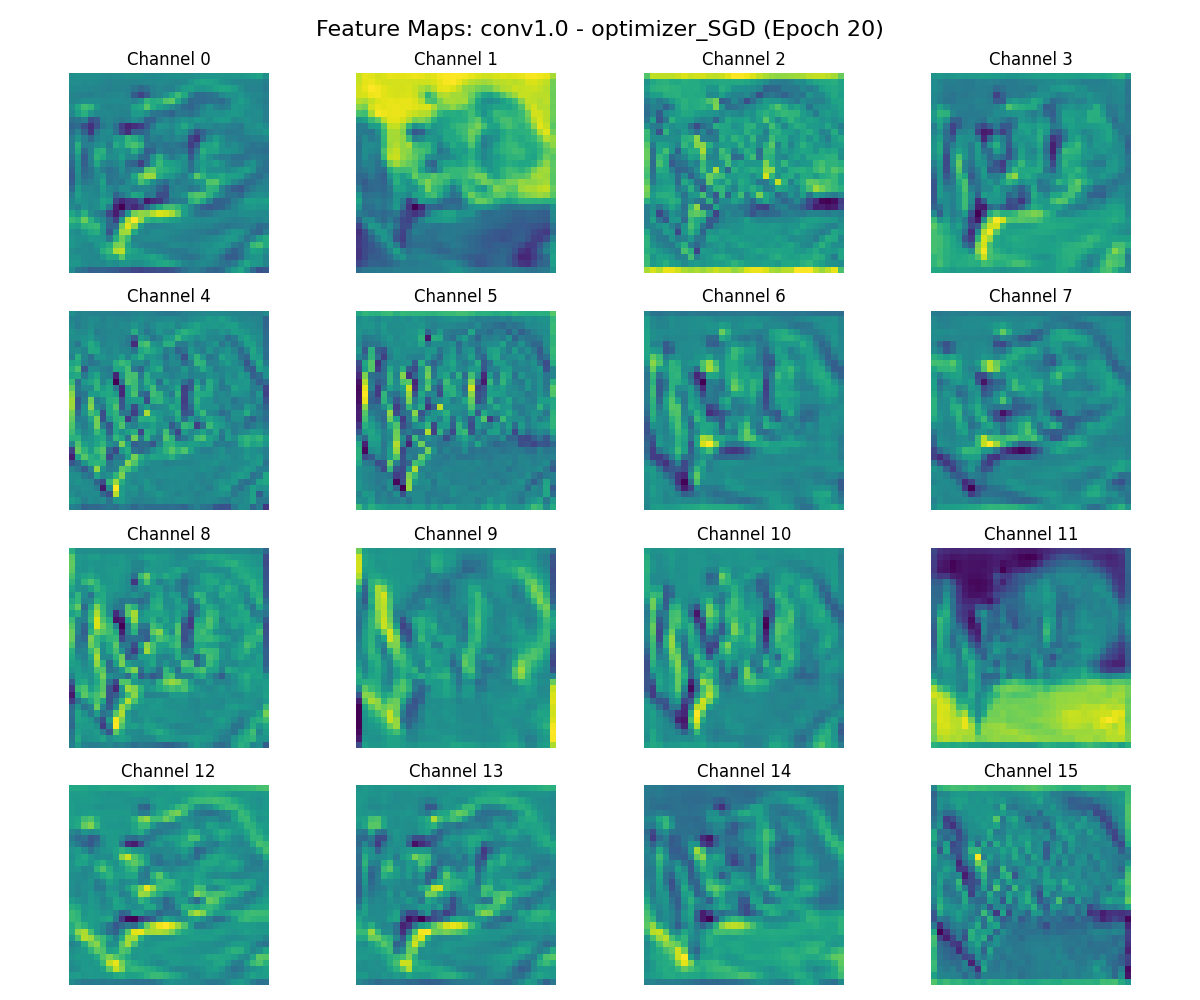 Feature Maps: conv1.0 - optimizer_SGD (Epoch 20)
Channel 0
Channel 1
Channel 2
Channel 3
Channel 4
Channel 5
Channel 6
Channel 7
Channel 8
Channel 9
Channel 10
Channel 11
Channel 12
Channel 13
Channel 14
Channel 15